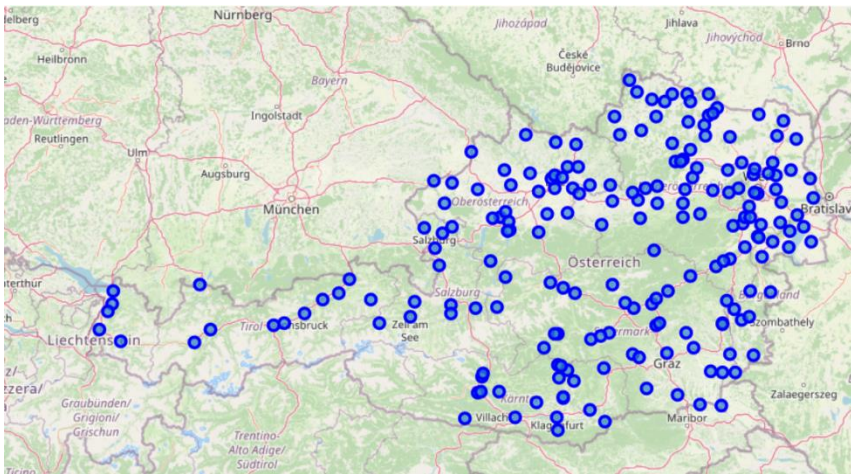 Nürnberg
Jihozápad
Jihlava
Jihovýchod
Brno
Heilbronn
České
Budějovice
Bayern
Ingolstadt
Reutlingen
Ulm
Augsburg
München
Oberösterreich
Bratislava
Salzburg
Österreich
Salzburg
Liechtenstein
Tirol
Zell am
See
Szombathely
Graz
Graubünden/
Grigioni/
Grischun
Zalaegerszeg
Villach
Maribor
Trentino-
Alto Adige/
Südtirol
Ticino